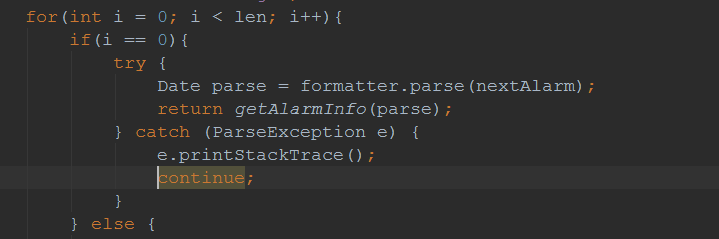 for(int i = 0; i < len; i++){
if(i == 0){
try {
Date parse = formatter.parse(nextAlarm);
return getAlarmInfo(parse);
} catch (ParseException e) {
e.printStackTrace();
continue;
}
} else {